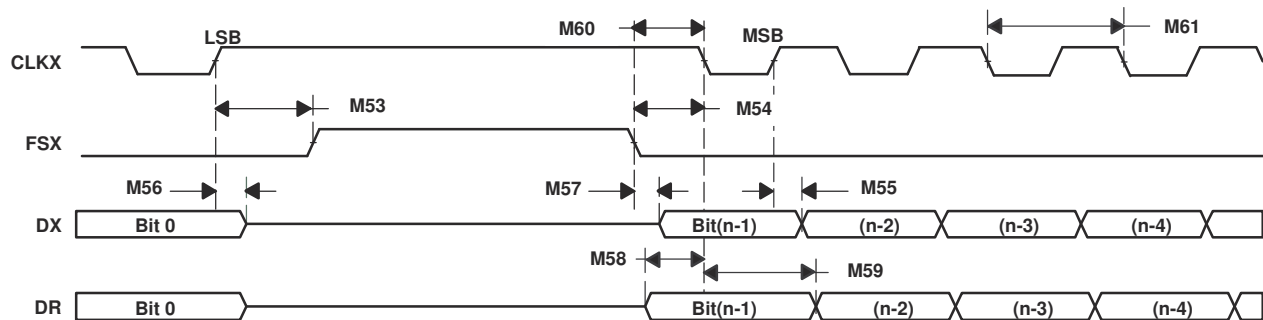 M60
LSB
MSB
M61
CLKX
M53
M54
FSX
M56
M57
M55
DX
Bit 0
Bit(n-1)
(n-2)
(n-3)
(n-4)
M58
M59
DR
Bit 0
Bit(n-1)
(n-2)
(n-3)
(n-4)